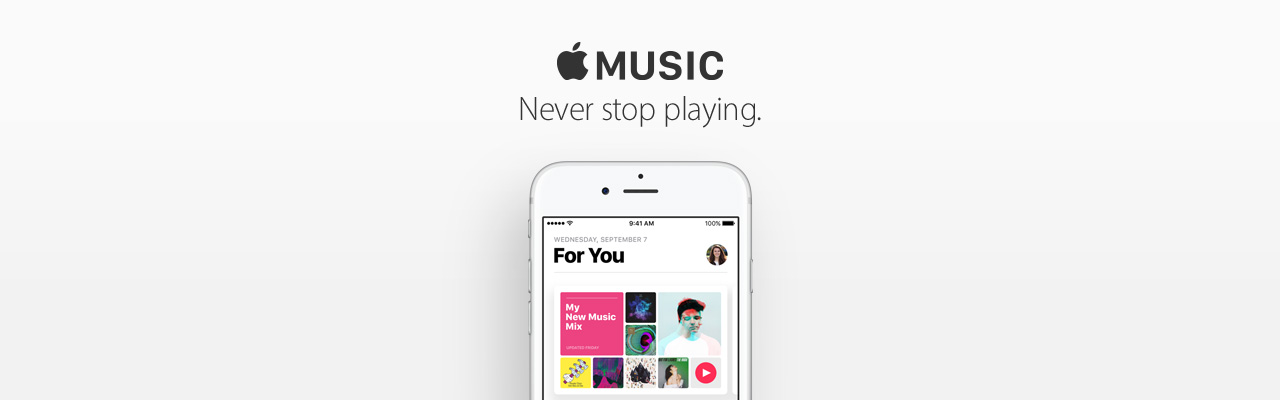 MUSIC
Never stop playing.
9:41 AM
100%
WEDNESDAY, SEPTEMBER 7
For You
My
New Music
Mix
UPDATED FRIDAY